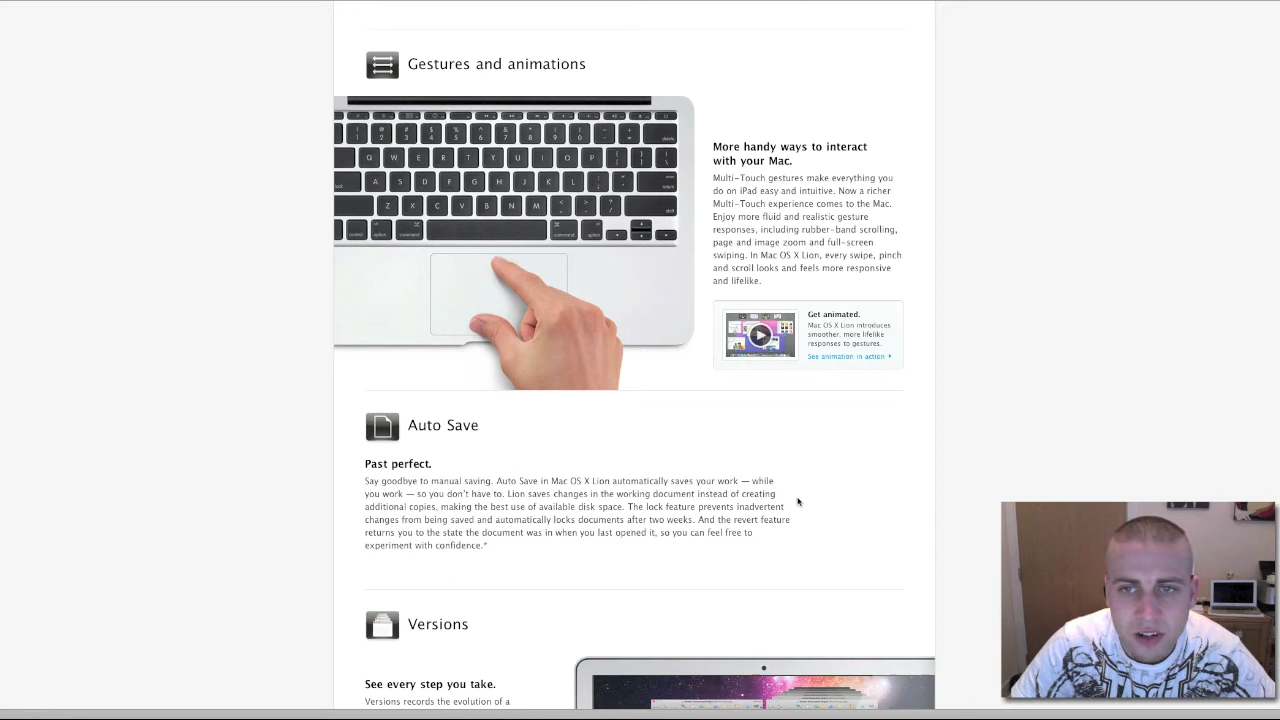 Gestures and animations
More handy ways to interact
with your Mac.
Multi-Touch gestures make everything you
do on iPad easy and intuitive. Now a richer
Multi-Touch experience comes to the Mac.
Enjoy more fluid and realistic gesture
responses, including rubber-band scrolling,
page and image zoom and full-screen
swiping. In Mac OS X Lion, every swipe, pinch
and scroll looks and feels more responsive
and lifelike.
Get animated.
Mac OS X Lion introduces
smoother, more lifelike
responses to gestures.
See animation in action
Auto Save
Past perfect.
Say goodbye to manual saving. Auto Save in Mac OS X Lion automatically saves your work — while
you work — so you don't have to. Lion saves changes in the working document instead of creating
additional copies, making the best use of available disk space. The lock feature prevents inadvertent
changes from being saved and automatically locks documents after two weeks. And the revert feature
returns you to the state the document was in when you last opened it, so you can feel free to
experiment with confidence.*
Versions
See every step you take.
Versions records the evolution of a